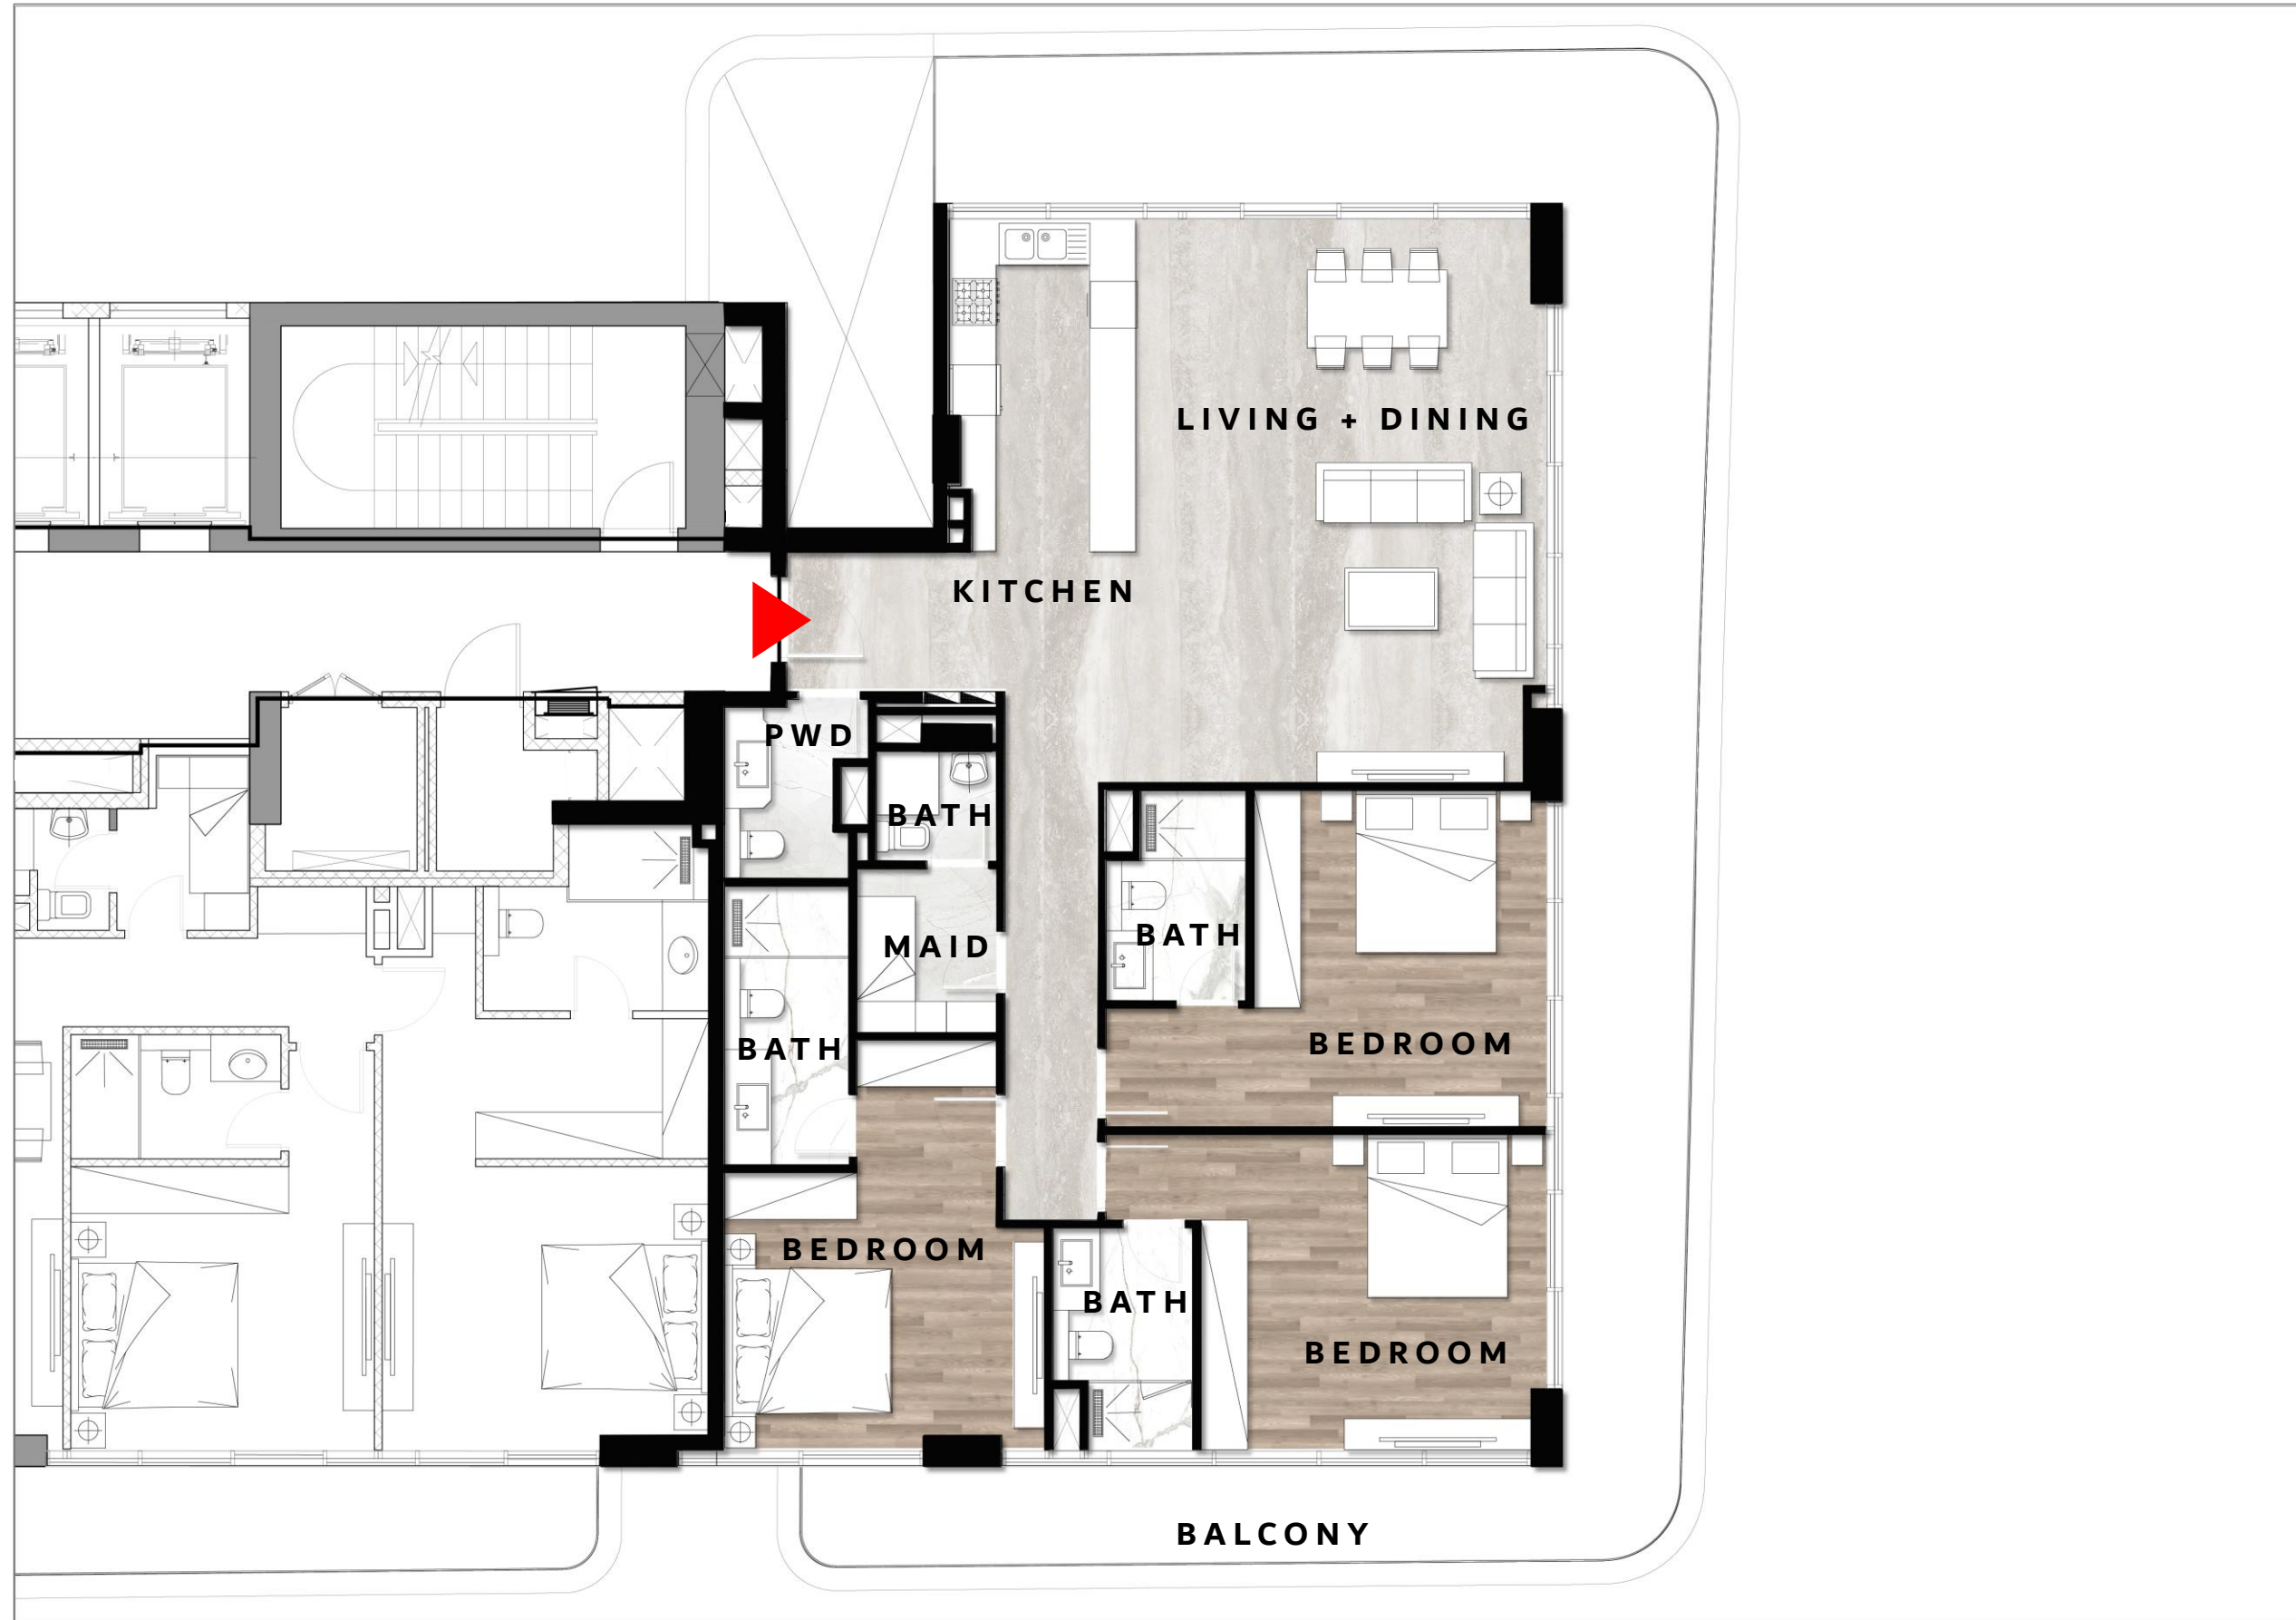 LIVING + DINING
KITCHEN
PWD
BATH
BATH
MAID
BEDROOM
BATH
BEDROOM
BATH
BEDROOM
BALCONY